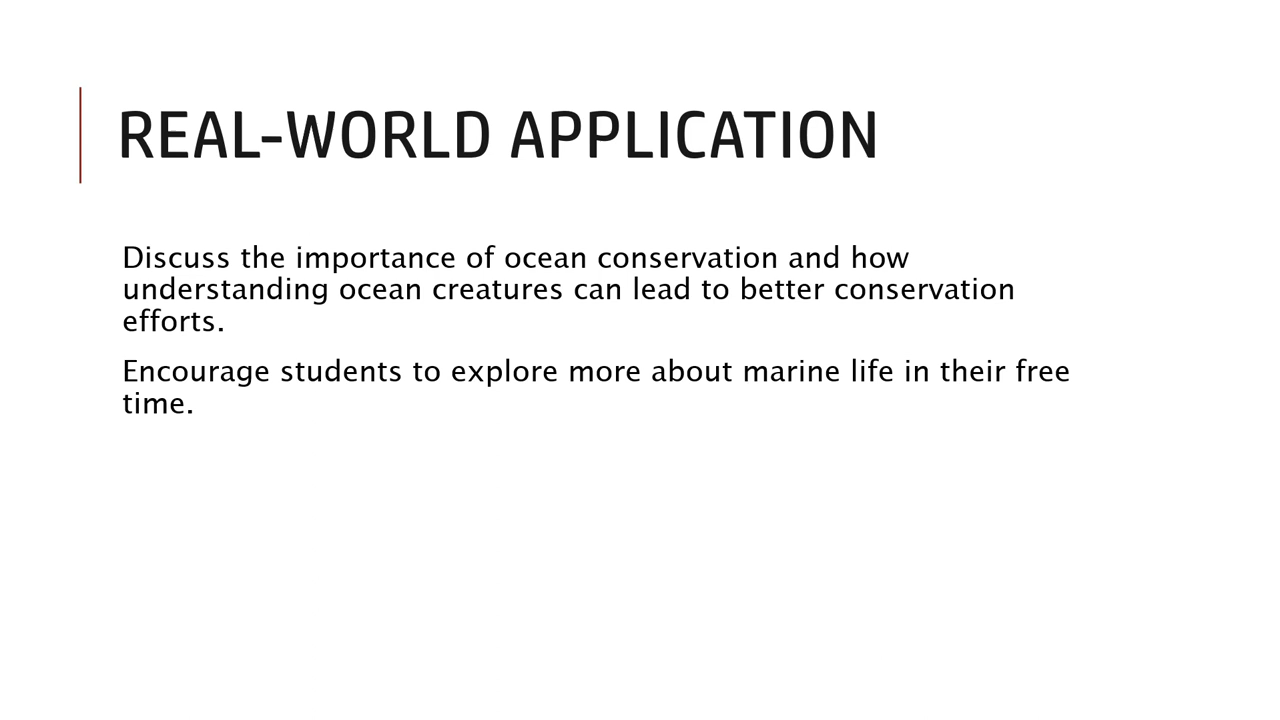 REAL-WORLD APPLICATION
Discuss the importance of ocean conservation and how
understanding ocean creatures can lead to better conservation
efforts.
Encourage students to explore more about marine life in their free
time.